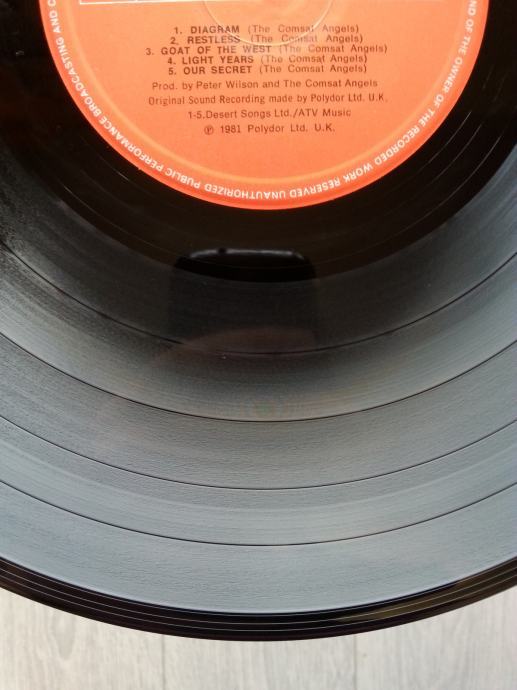 1. DIAGRAM (The Comsat Angels)
2. RESTLESS (The Comsat Angels)
3. GOAT OF THE WEST (The Comsat Angels)
4. LIGHT YEARS (The Comsat Angels)
5. OUR SECRET (The Comsat Angels)
Prod. by Peter Wilson and The Comsat Angels
Original Sound Recording made by Polydor Ltd. U.K.
1-5.Desert Songs Ltd./ATV Music
℗ 1981 Polydor Ltd. U.K.
OF THE OWNER OF THE RECORDED WORK RESERVED UNAUTHORIZED PUBLIC PERFORMANCE BROADCASTING AND